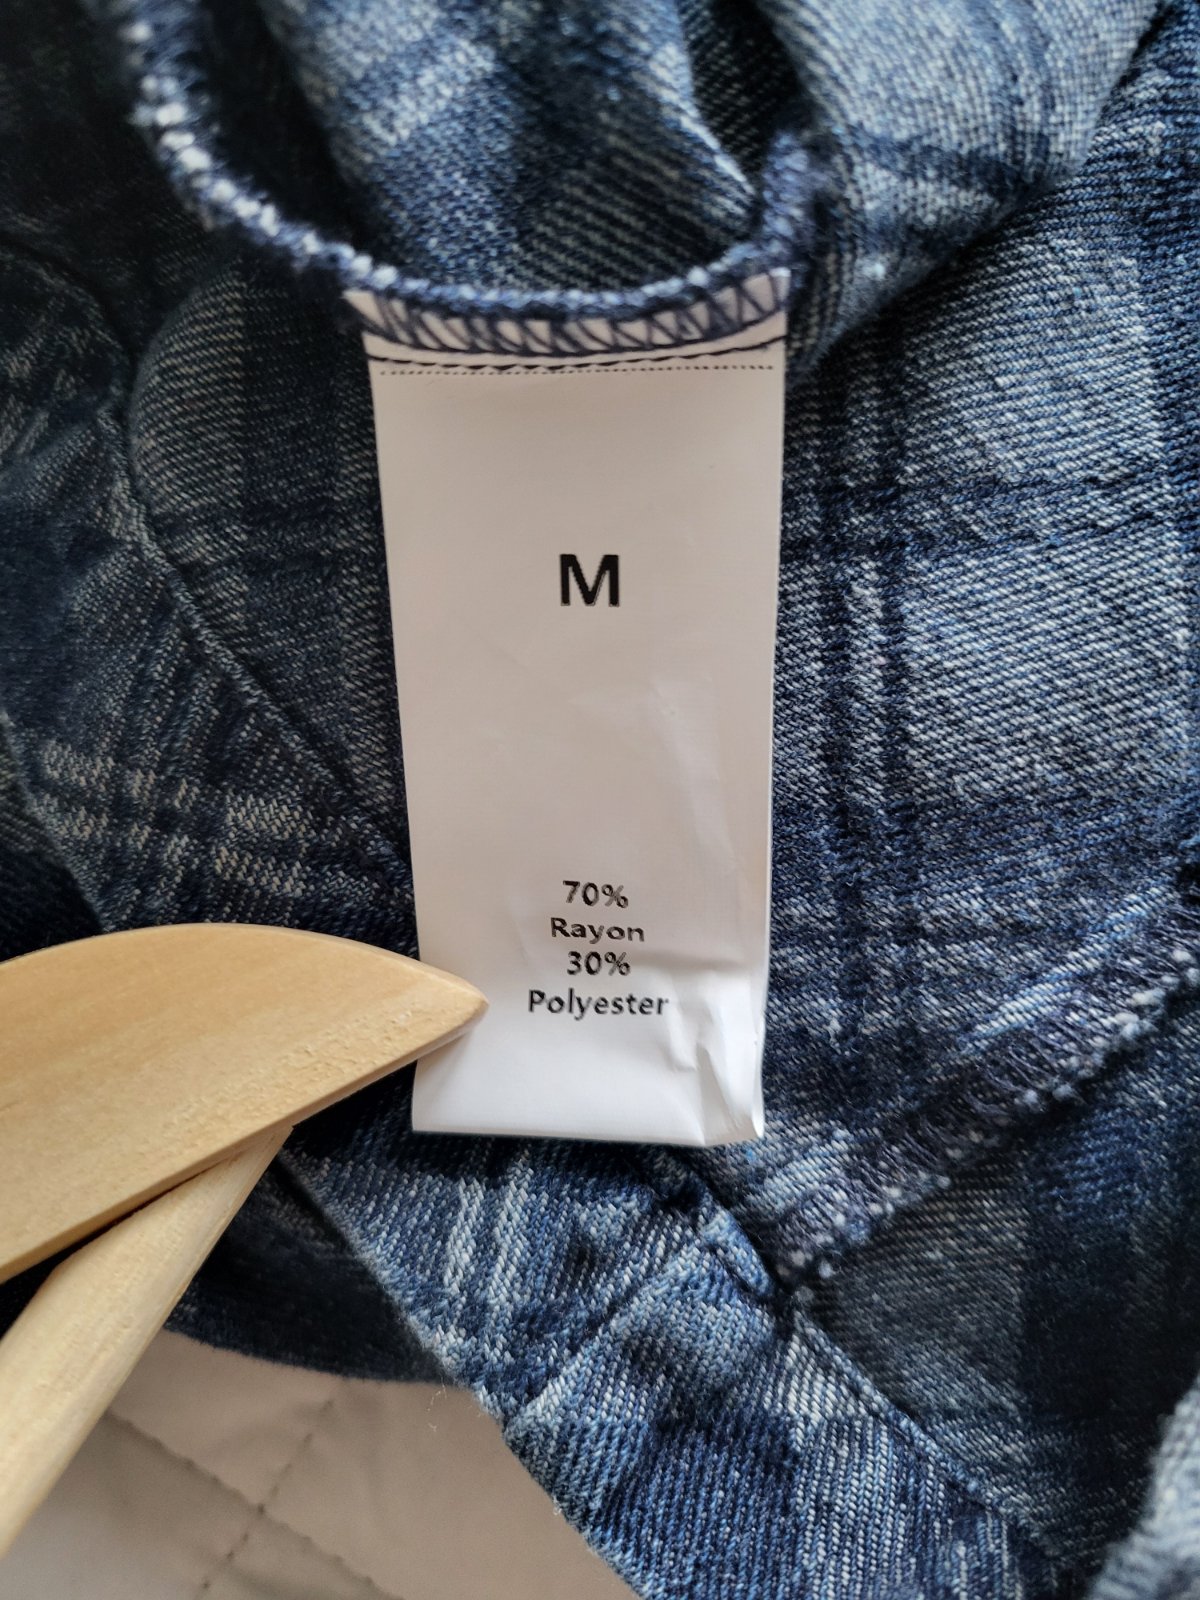 M
70%
Rayon
30%
Polyester